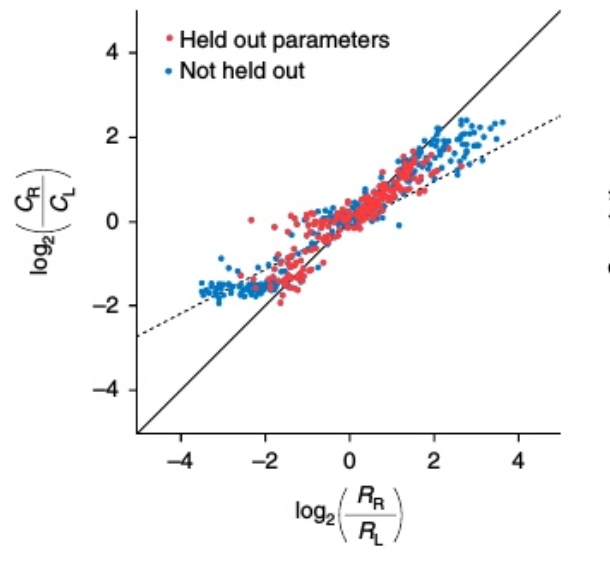 Held out parameters
Not held out
4
2
0
−2
−4
log2(CR/CL)
−4 −2 0 2 4
log2(RR/RL)